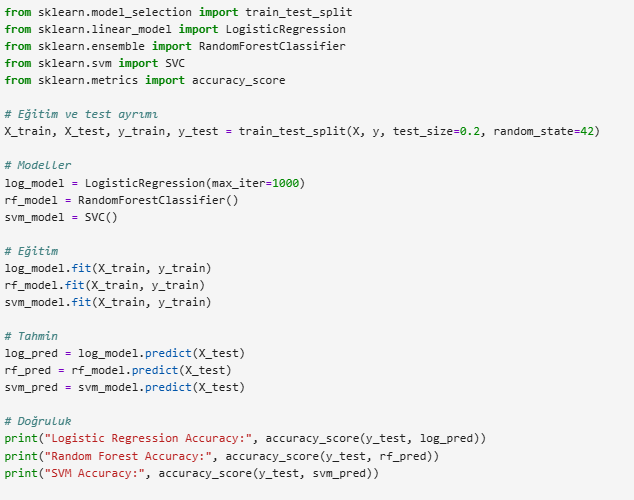 from sklearn.model_selection import train_test_split
from sklearn.linear_model import LogisticRegression
from sklearn.ensemble import RandomForestClassifier
from sklearn.svm import SVC
from sklearn.metrics import accuracy_score
# Eğitim ve test ayrımı
X_train, X_test, y_train, y_test = train_test_split(X, y, test_size=0.2, random_state=42)
# Modeller
log_model = LogisticRegression(max_iter=1000)
rf_model = RandomForestClassifier()
svm_model = SVC()
# Eğitim
log_model.fit(X_train, y_train)
rf_model.fit(X_train, y_train)
svm_model.fit(X_train, y_train)
# Tahmin
log_pred = log_model.predict(X_test)
rf_pred = rf_model.predict(X_test)
svm_pred = svm_model.predict(X_test)
# Doğruluk
print("Logistic Regression Accuracy:", accuracy_score(y_test, log_pred))
print("Random Forest Accuracy:", accuracy_score(y_test, rf_pred))
print("SVM Accuracy:", accuracy_score(y_test, svm_pred))